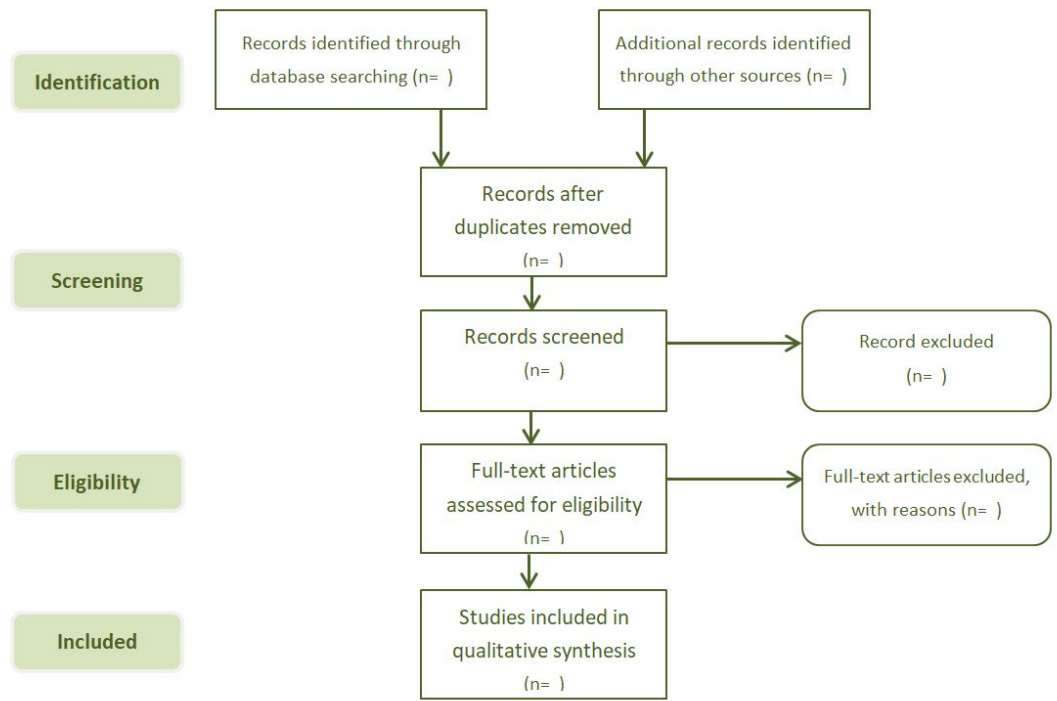 Identification
Records identified through
database searching (n=  )
Additional records identified
through other sources (n=  )
Records after
duplicates removed
(n=  )
Screening
Records screened
(n=  )
Record excluded
(n=  )
Eligibility
Full-text articles
assessed for eligibility
(n=  )
Full-text articles excluded,
with reasons (n=  )
Included
Studies included in
qualitative synthesis
(n=  )